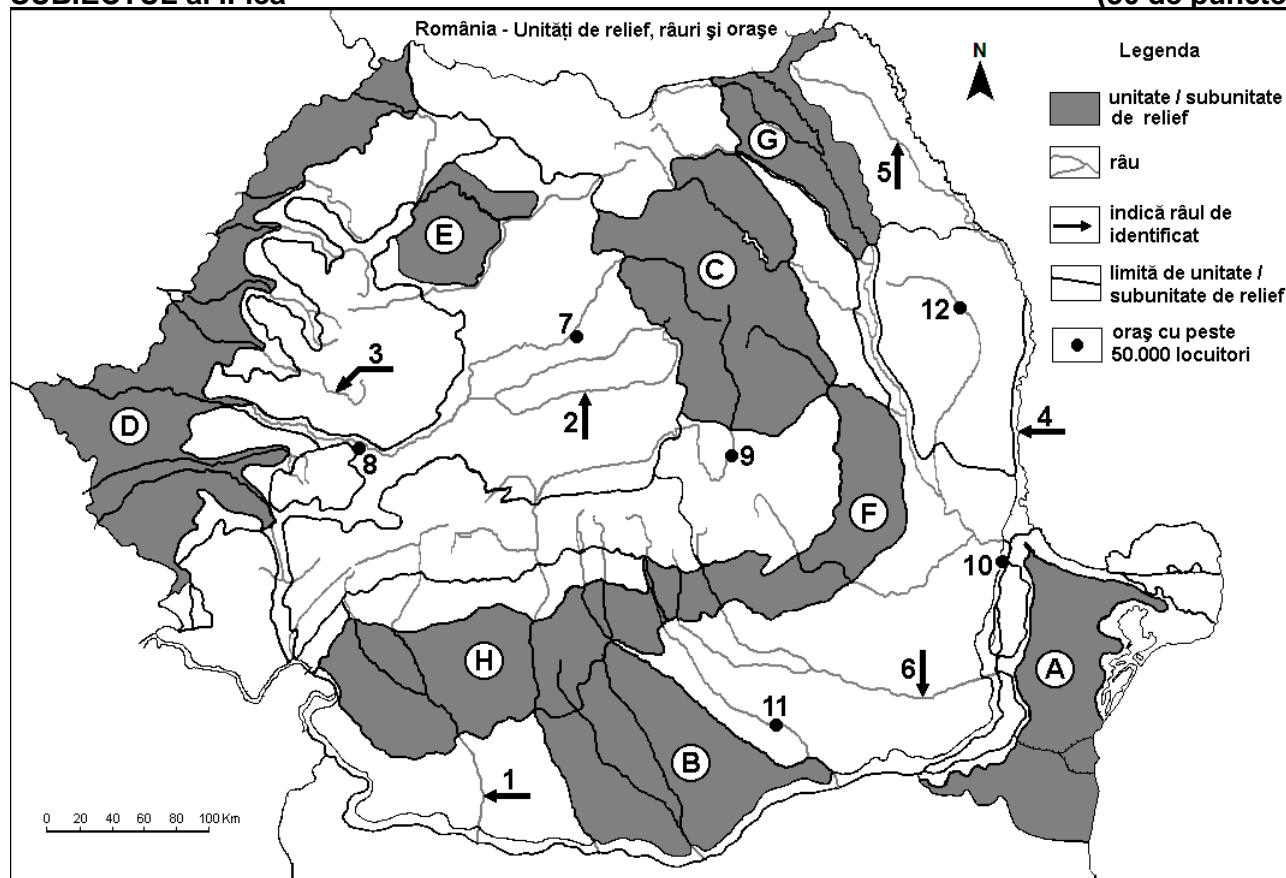 SUBIECTUL al II-lea (30 de puncte)
România - Unități de relief, râuri și orașe
N
Legenda
unitate / subunitate
de relief
râu
indică râul de
identificat
limită de unitate /
subunitate de relief
oraș cu peste
50.000 locuitori
G
5
E
C
12
7
3
4
D
2
8
9
F
10
A
H
6
11
B
1
0 20 40 60 80 100 Km